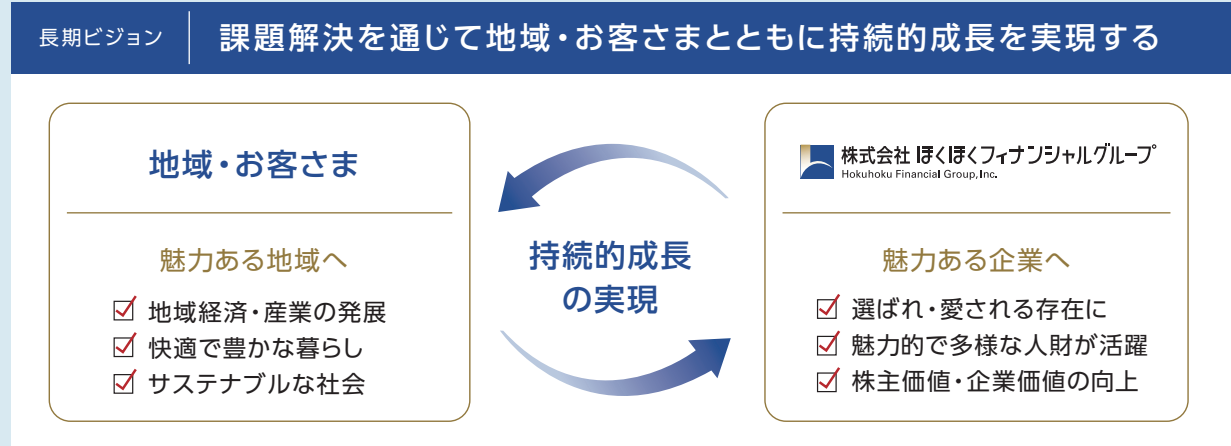 長期ビジョン
課題解決を通じて地域・お客さまとともに持続的成長を実現する
地域・お客さま
魅力ある地域へ
地域経済・産業の発展
快適で豊かな暮らし
サステナブルな社会
持続的成長
の実現
株式会社 ほくほくフィナンシャルグループ
Hokuhoku Financial Group, Inc.
魅力ある企業へ
選ばれ・愛される存在に
魅力的で多様な人財が活躍
株主価値・企業価値の向上